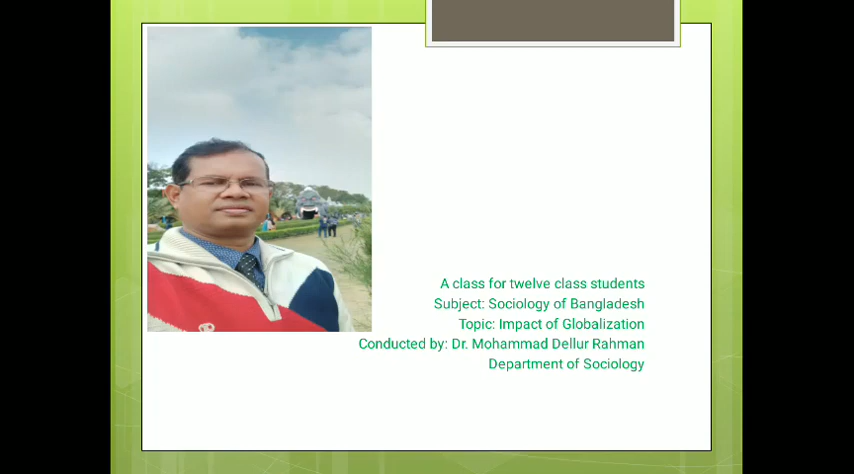 A class for twelve class students
Subject: Sociology of Bangladesh
Topic: Impact of Globalization
Conducted by: Dr. Mohammad Dellur Rahman
Department of Sociology